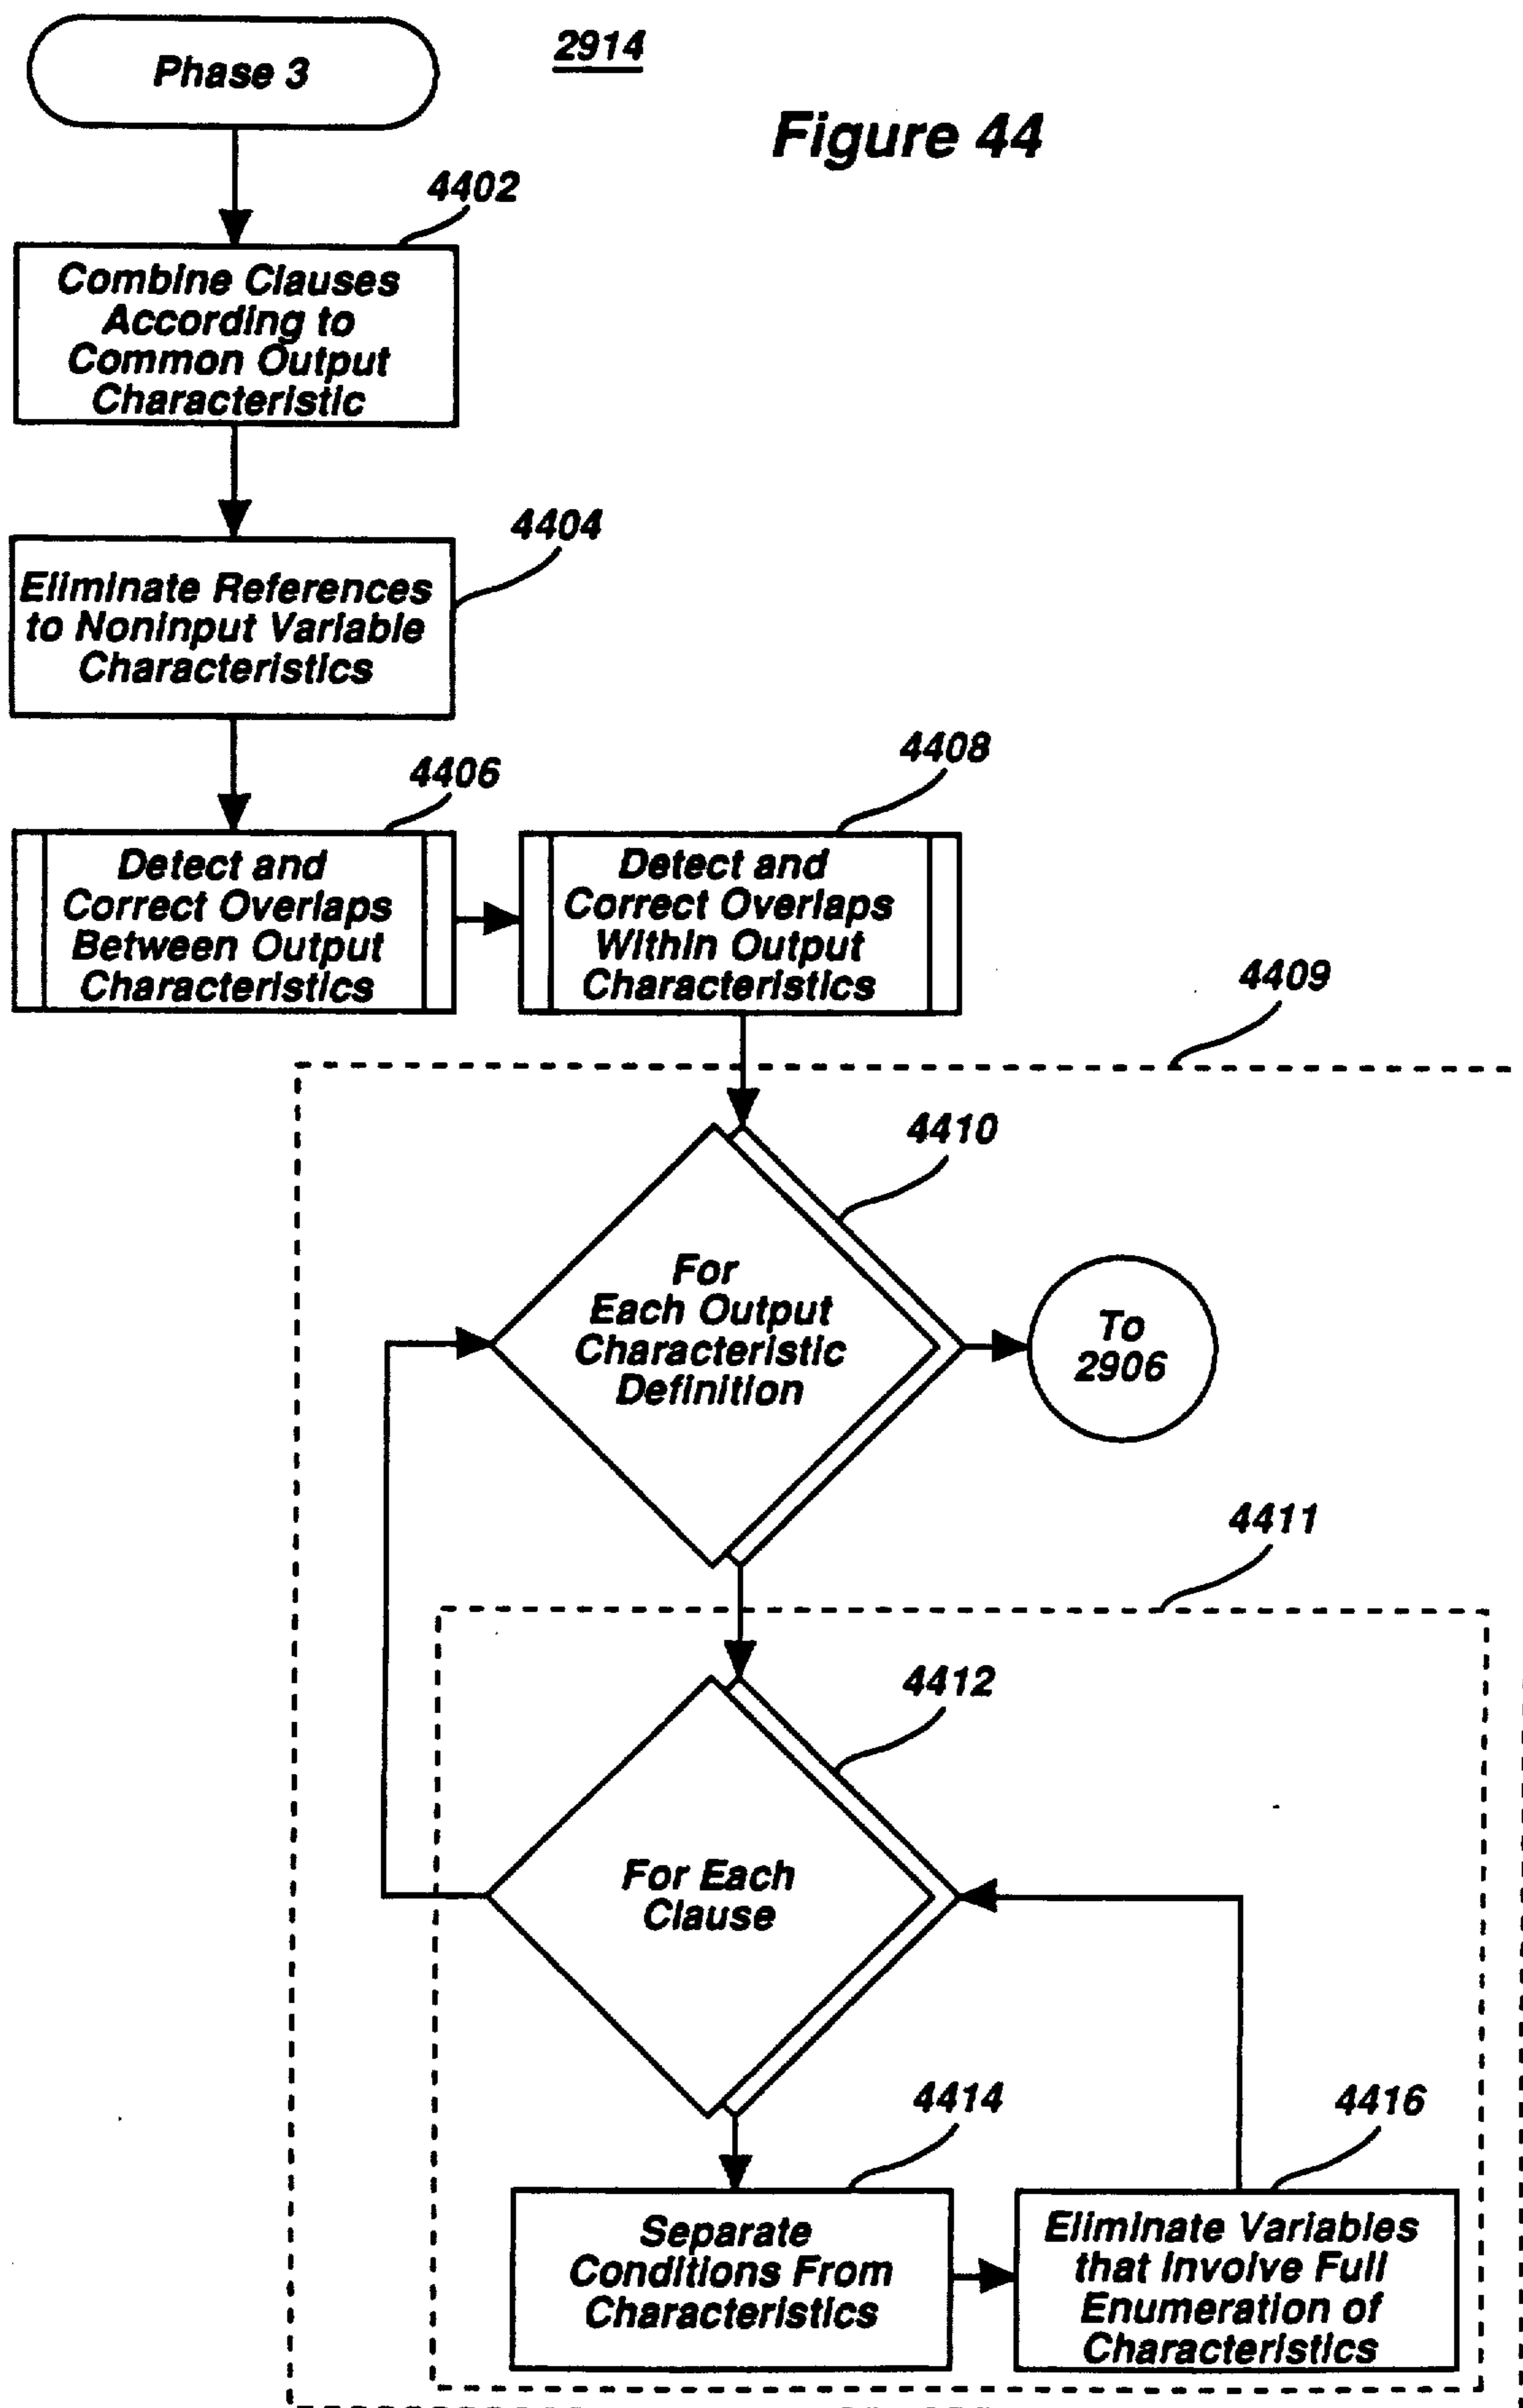 Phase 3
2914
Figure 44
4402
Combine Clauses
According to
Common Output
Characteristic
4404
Eliminate References
to Noninput Variable
Characteristics
4406
Detect and
Correct Overlaps
Between Output
Characteristics
4408
Detect and
Correct Overlaps
Within Output
Characteristics
4409
4410
For
Each Output
Characteristic
Definition
To
2906
4411
4412
For Each
Clause
4414
Separate
Conditions From
Characteristics
4416
Eliminate Variables
that Involve Full
Enumeration of
Characteristics